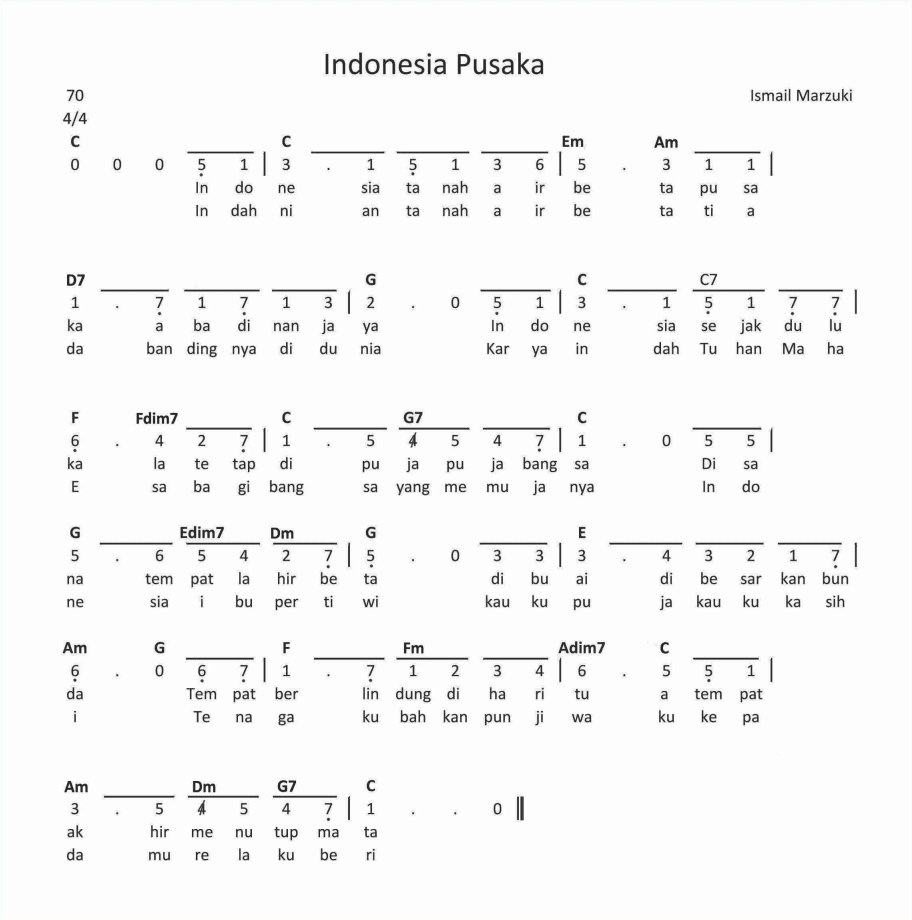 Indonesia Pusaka
70 Ismail Marzuki
4/4
C C Em Am
0 0 0 5̣ 1 | 3 . 1 5̣ 1 3 6 | 5 . 3 1 1 |
In do ne sia ta nah a ir be ta pu sa
In dah ni an ta nah a ir be ta ti a
D7 G C C7
1 . 7̣ 1 7̣ 1 3 | 2 . 0 5̣ 1 | 3 . 1 5̣ 1 7̣ 7̣ |
ka a ba di nan ja ya In do ne sia se jak du lu
da ban ding nya di du nia Kar ya in dah Tu han Ma ha
F Fdim7 C G7 C
6̣ . 4 2 7̣ | 1 . 5 4̸ 5 4 7̣ | 1 . 0 5 5 |
ka la te tap di pu ja pu ja bang sa Di sa
E sa ba gi bang sa yang me mu ja nya In do
G Edim7 Dm G E
5 . 6 5 4 2 7̣ | 5̣ . 0 3 3 | 3 . 4 3 2 1 7̣ |
na tem pat la hir be ta di bu ai di be sar kan bun
ne sia i bu per ti wi kau ku pu ja kau ku ka sih
Am G F Fm Adim7 C
6̣ . 0 6̣ 7̣ | 1 . 7̣ 1 2 3 4 | 6 . 5 5̣ 1 |
da Tem pat ber lin dung di ha ri tu a tem pat
i Te na ga ku bah kan pun ji wa ku ke pa
Am Dm G7 C
3 . 5 4̸ 5 4 7̣ | 1 . . 0 ||
ak hir me nu tup ma ta
da mu re la ku be ri